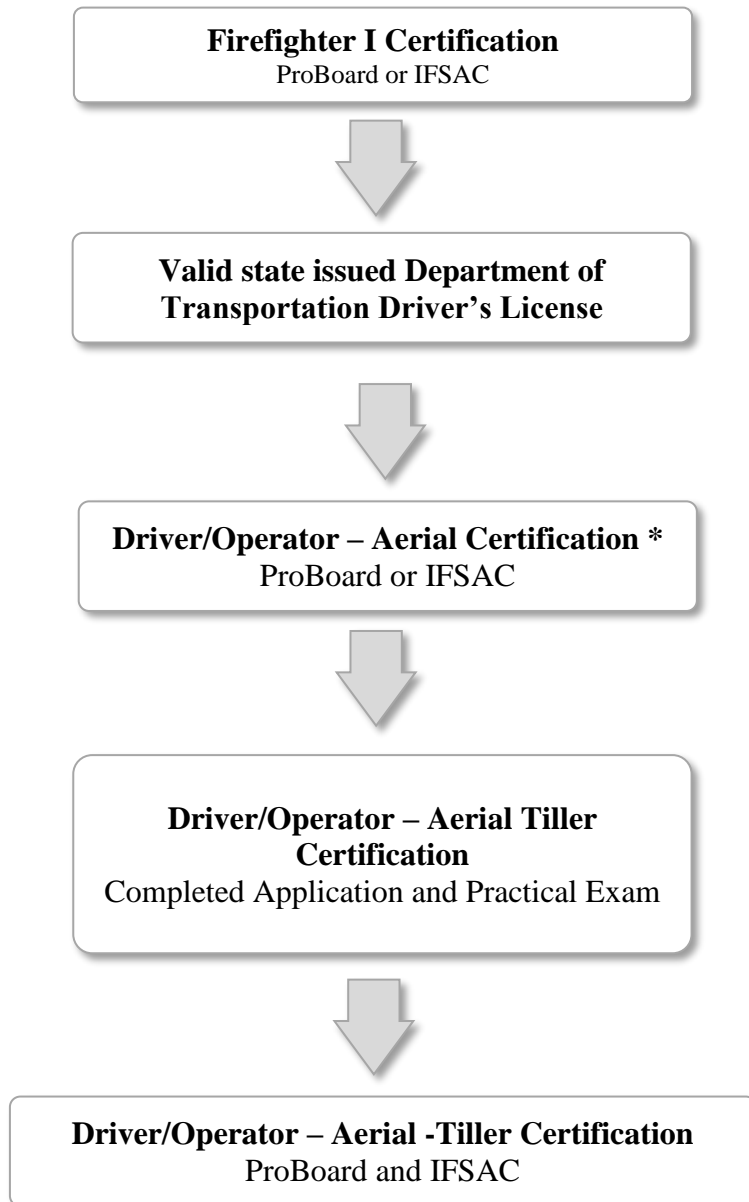 Firefighter I Certification
ProBoard or IFSAC
Valid state issued Department of
Transportation Driver’s License
Driver/Operator – Aerial Certification *
ProBoard or IFSAC
Driver/Operator – Aerial Tiller
Certification
Completed Application and Practical Exam
Driver/Operator – Aerial -Tiller Certification
ProBoard and IFSAC